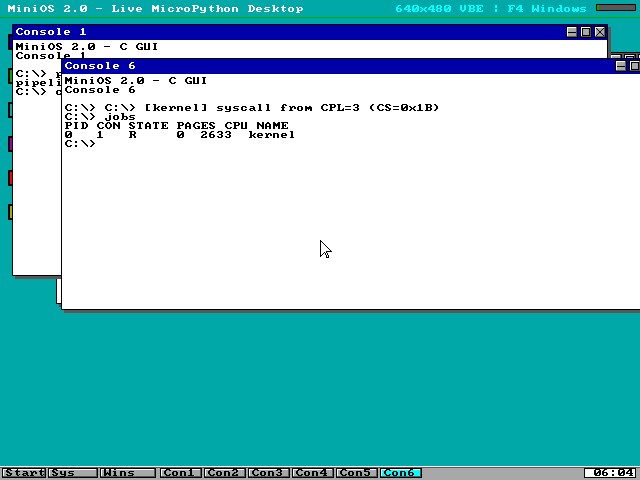 MiniOS 2.0 - Live MicroPython Desktop
640x480 VBE | F4 Windows
Console 1
MiniOS 2.0 - C GUI
Console 1
C:\>
C:\>
Console 6
MiniOS 2.0 - C GUI
Console 6
C:\> C:\> [kernel] syscall from CPL=3 (CS=0x1B)
C:\> jobs
PID CON STATE PAGES CPU NAME
0 1 R 0 2633 kernel
C:\>
Start Sys Wins Con1 Con2 Con3 Con4 Con5 Con6 06:04